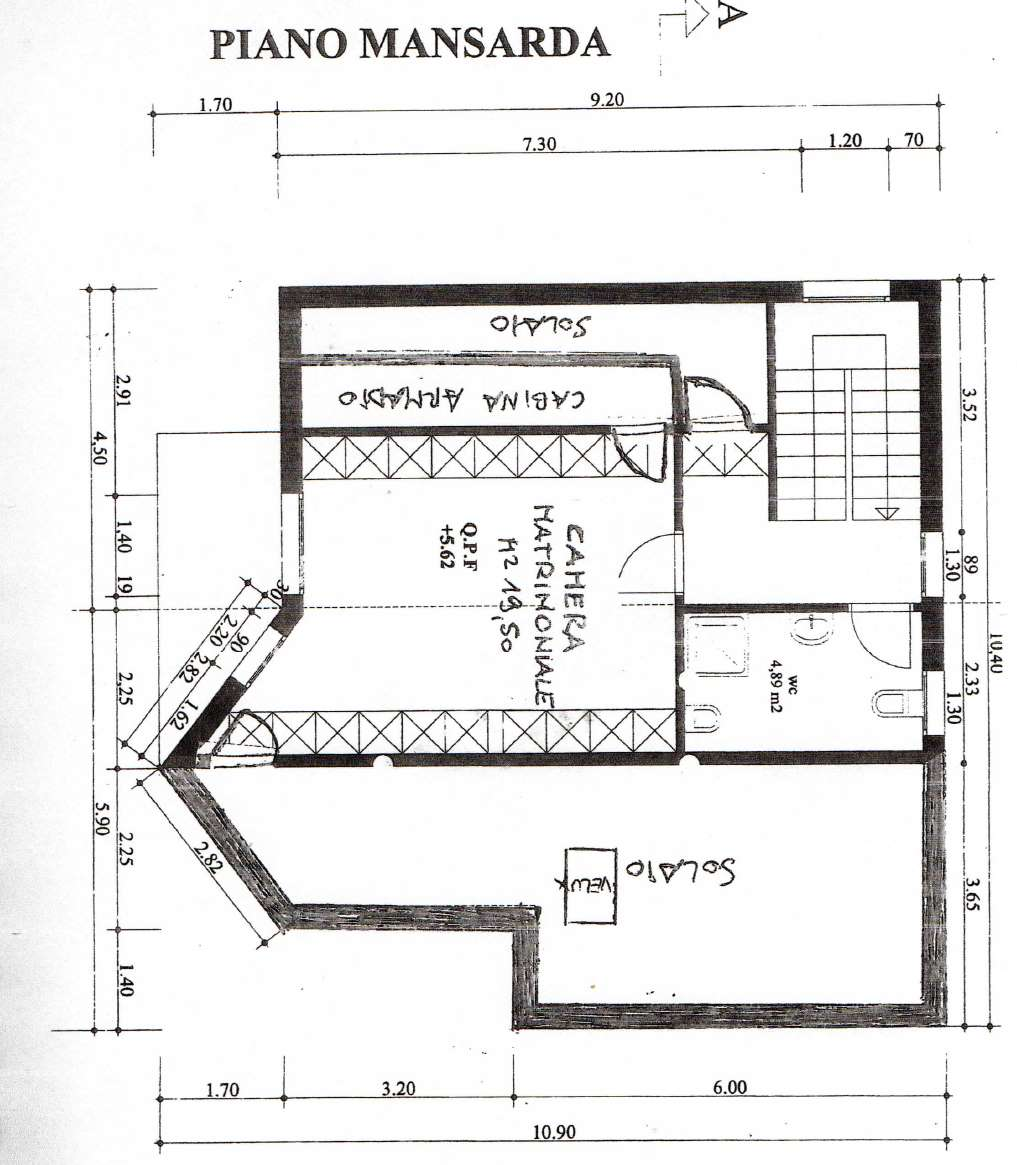 A
PIANO MANSARDA
1.70
9.20
7.30
1.20
70
SOLAIO
CABINA ARMADIO
2.91
4,50
1,40
19
2,25
5.90
2.25
1.40
3.52
89
1.30
10.40
2.33
1.30
3.65
CAMERA
MATRIMONIALE
M2 19,50
Q.P.F
+5.62
30
90
2.20
2.82
1.62
wc
4,89 m2
2.82
VELUX
SOLAIO
1.70
3.20
6.00
10.90